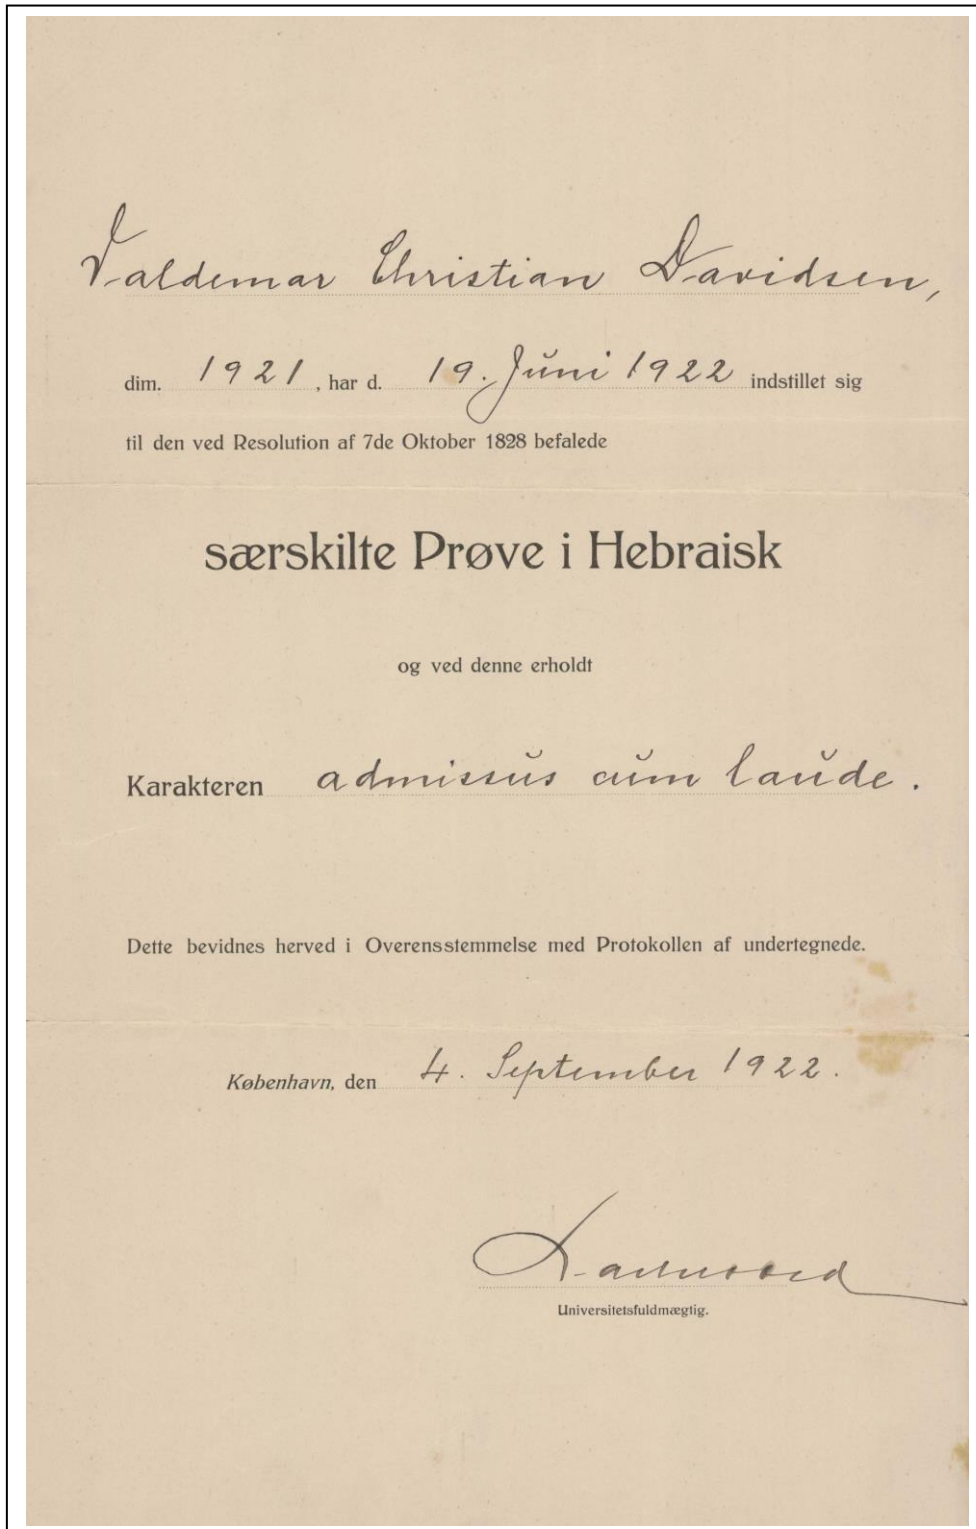 Valdemar Christian Davidsen,
dim. 1921, har d. 19. Juni 1922 indstillet sig
til den ved Resolution af 7de Oktober 1828 befalede
særskilte Prøve i Hebraisk
og ved denne erholdt
Karakteren admissus cum laude.
Dette bevidnes herved i Overensstemmelse med Protokollen af undertegnede.
København, den 4. September 1922.
Universitetsfuldmægtig.